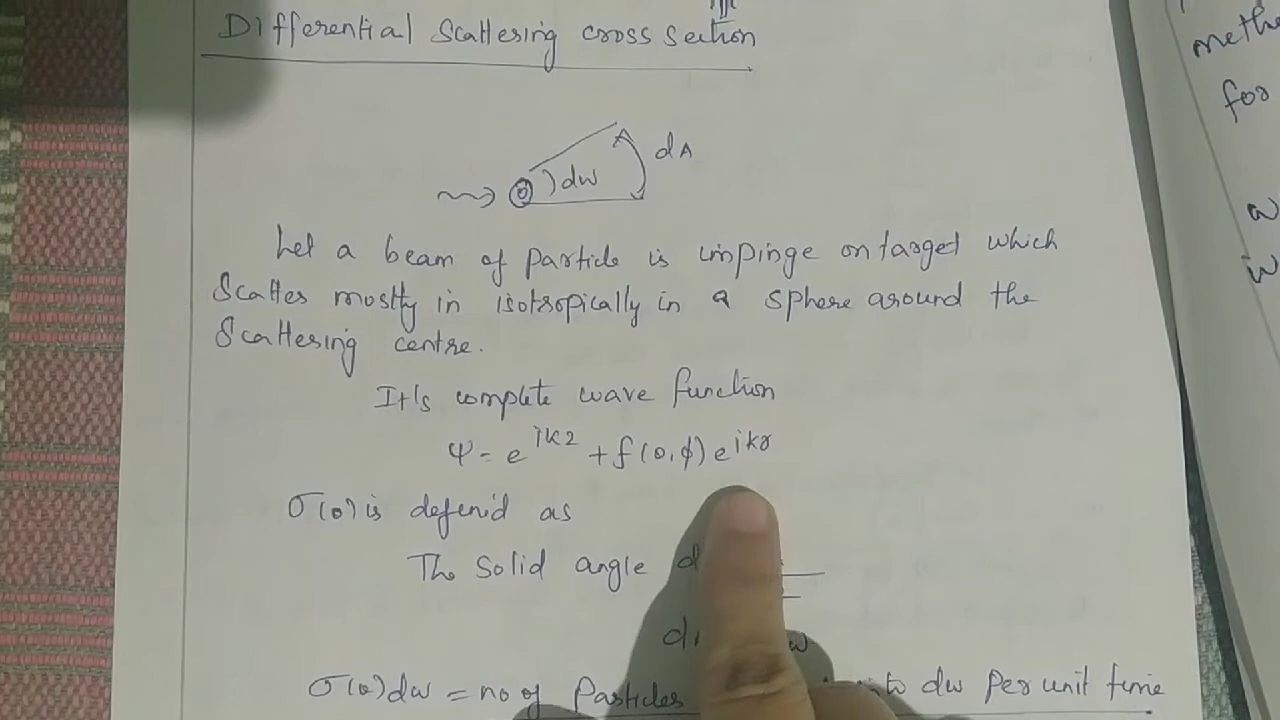 Differential Scattering cross section
dA
dw
Let a beam of Particle is impinge on target which
Scatter mostly in isotropically in a sphere around the
Scattering centre.
It's complete wave function
ψ = e^ikz + f(θ,φ) e^ikr
σ(θ) is defenid as
The Solid angle d
w
σ(θ) dw = no of Particles to dw Per unit time
meth
for